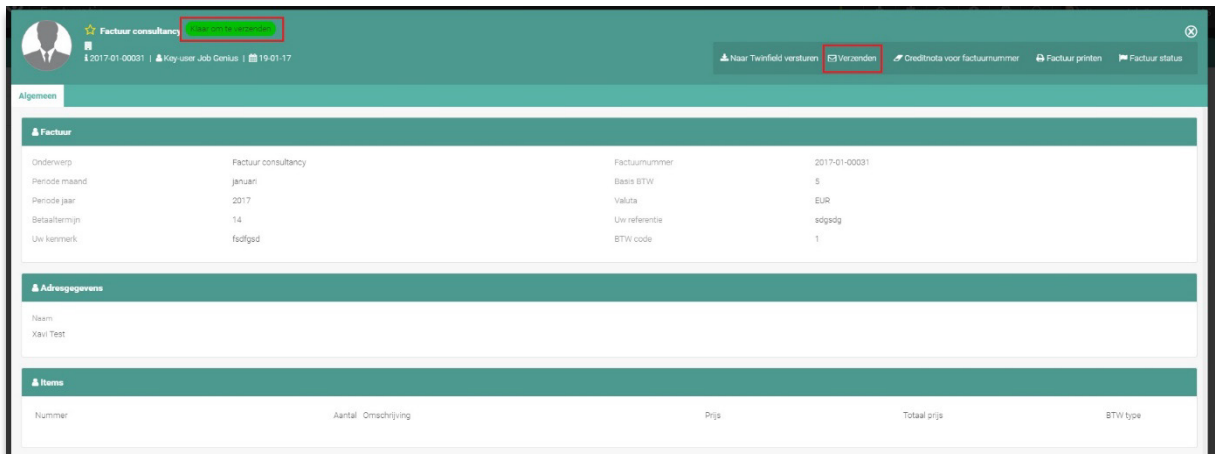 Factuur consultancy Klaar om te verzenden
2017-01-00031 | Key-user Job Genius | 19-01-17
Naar Twinfield versturen Verzenden Creditnota voor factuurnummer Factuur printen Factuur status
Algemeen
Factuur
Onderwerp Factuur consultancy Factuurnummer 2017-01-00031
Periode maand januari Basis BTW 5
Periode jaar 2017 Valuta EUR
Betaaltermijn 14 Uw referentie sdgsdg
Uw kenmerk fsdfgsd BTW code 1
Adresgegevens
Naam
Xavi Test
Items
Nummer Aantal Omschrijving Prijs Totaal prijs BTW type